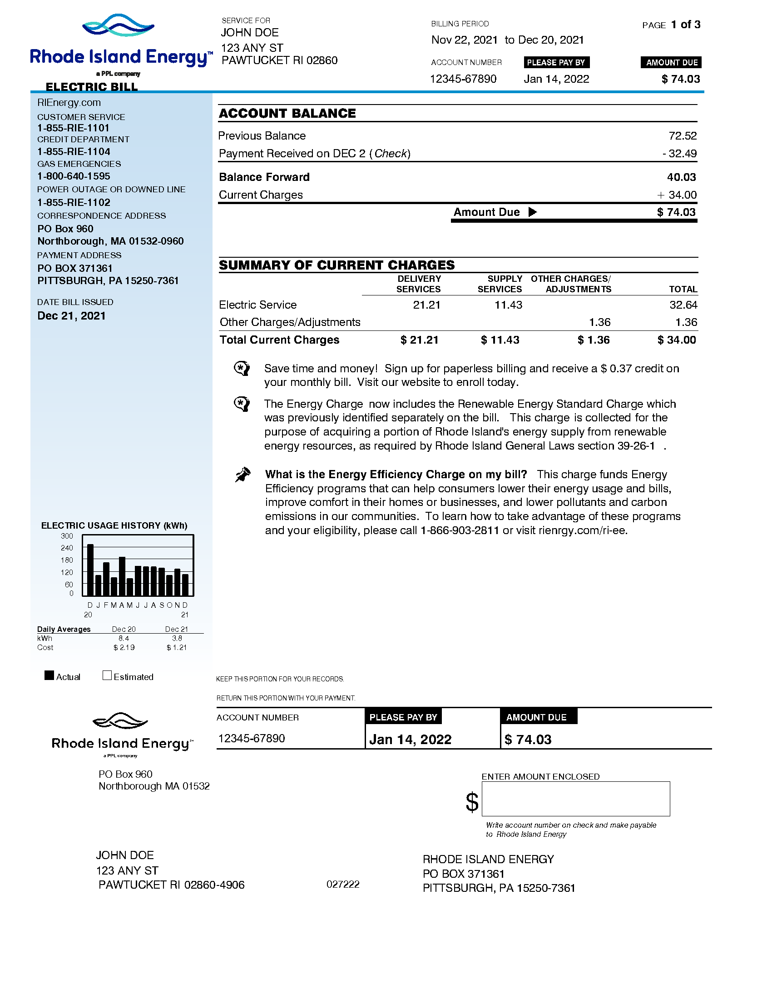 Rhode Island Energy™
a PPL company
ELECTRIC BILL
SERVICE FOR
JOHN DOE
123 ANY ST
PAWTUCKET RI 02860
BILLING PERIOD
Nov 22, 2021 to Dec 20, 2021
PAGE 1 of 3
ACCOUNT NUMBER PLEASE PAY BY AMOUNT DUE
12345-67890 Jan 14, 2022 $ 74.03
RIEnergy.com
CUSTOMER SERVICE
1-855-RIE-1101
CREDIT DEPARTMENT
1-855-RIE-1104
GAS EMERGENCIES
1-800-640-1595
POWER OUTAGE OR DOWNED LINE
1-855-RIE-1102
CORRESPONDENCE ADDRESS
PO Box 960
Northborough, MA 01532-0960
PAYMENT ADDRESS
PO BOX 371361
PITTSBURGH, PA 15250-7361
DATE BILL ISSUED
Dec 21, 2021
ACCOUNT BALANCE
Previous Balance 72.52
Payment Received on DEC 2 (Check) - 32.49
Balance Forward 40.03
Current Charges + 34.00
Amount Due ▶ $ 74.03
SUMMARY OF CURRENT CHARGES
DELIVERY SUPPLY OTHER CHARGES/
SERVICES SERVICES ADJUSTMENTS TOTAL
Electric Service 21.21 11.43 32.64
Other Charges/Adjustments 1.36 1.36
Total Current Charges $ 21.21 $ 11.43 $ 1.36 $ 34.00
Save time and money! Sign up for paperless billing and receive a $ 0.37 credit on
your monthly bill. Visit our website to enroll today.
The Energy Charge now includes the Renewable Energy Standard Charge which
was previously identified separately on the bill. This charge is collected for the
purpose of acquiring a portion of Rhode Island's energy supply from renewable
energy resources, as required by Rhode Island General Laws section 39-26-1 .
What is the Energy Efficiency Charge on my bill? This charge funds Energy
Efficiency programs that can help consumers lower their energy usage and bills,
improve comfort in their homes or businesses, and lower pollutants and carbon
emissions in our communities. To learn how to take advantage of these programs
and your eligibility, please call 1-866-903-2811 or visit rienrgy.com/ri-ee.
ELECTRIC USAGE HISTORY (kWh)
300
240
180
120
60
0
D J F M A M J J A S O N D
20 21
Daily Averages Dec 20 Dec 21
kWh 8.4 3.8
Cost $ 2.19 $ 1.21
Actual Estimated
KEEP THIS PORTION FOR YOUR RECORDS.
RETURN THIS PORTION WITH YOUR PAYMENT.
Rhode Island Energy™
a PPL company
PO Box 960
Northborough MA 01532
ACCOUNT NUMBER PLEASE PAY BY AMOUNT DUE
12345-67890 Jan 14, 2022 $ 74.03
ENTER AMOUNT ENCLOSED
$
Write account number on check and make payable
to Rhode Island Energy
JOHN DOE
123 ANY ST
PAWTUCKET RI 02860-4906
027222
RHODE ISLAND ENERGY
PO BOX 371361
PITTSBURGH, PA 15250-7361